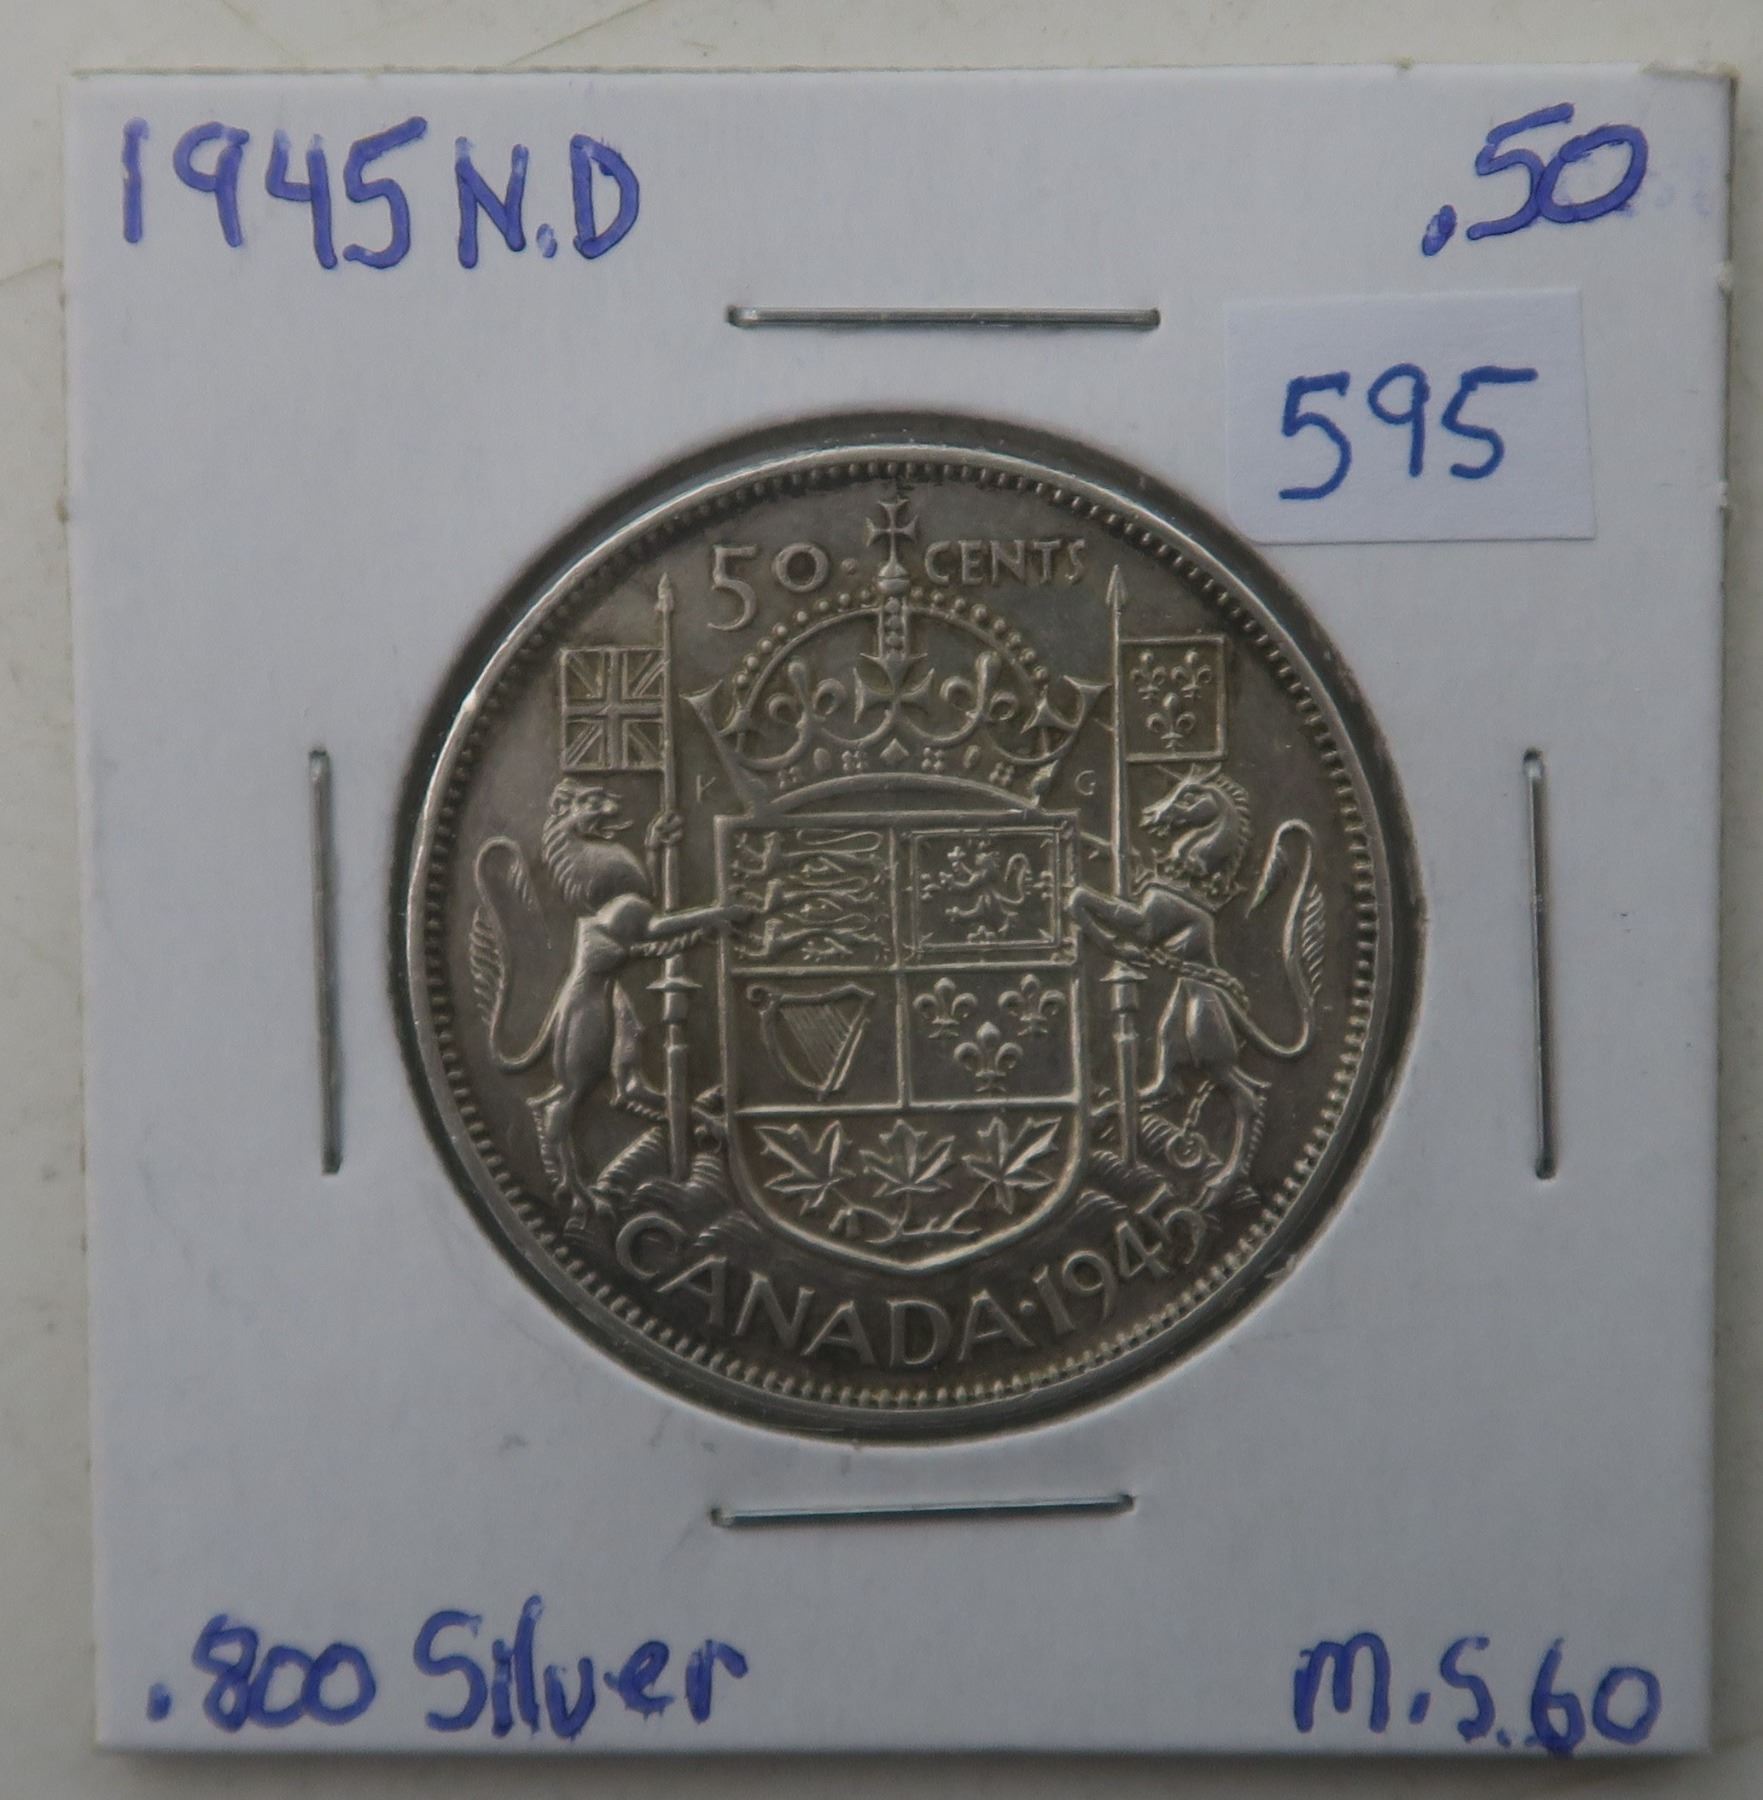 1945 N.D .50
595
50 · CENTS
K G
CANADA · 1945
.800 Silver M.S.60